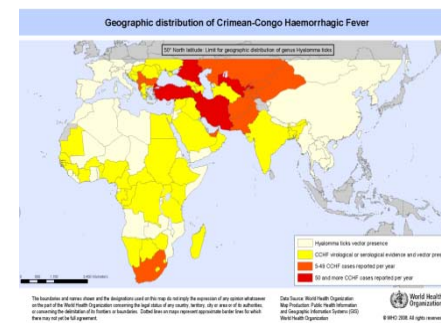 Geographic distribution of Crimean-Congo Haemorrhagic Fever
50° North latitude: Limit for geographic distribution of genus Hyalomma ticks
Hyalomma ticks vector presence
CCHF virological or serological evidence and vector pres
5-49 CCHF cases reported per year
50 and more CCHF cases reported per year
The boundaries and names shown and the designations used on this map do not imply the expression of any opinion whatsoever
on the part of the World Health Organization concerning the legal status of any country, territory, city or area or of its authorities,
or concerning the delimitation of its frontiers or boundaries. Dotted lines on maps represent approximate border lines for which
there may not yet be full agreement.
Data Source: World Health Organization
Map Production: Public Health Information
and Geographic Information Systems (GIS)
World Health Organization
World Health
Organization
© WHO 2008. All rights reserve